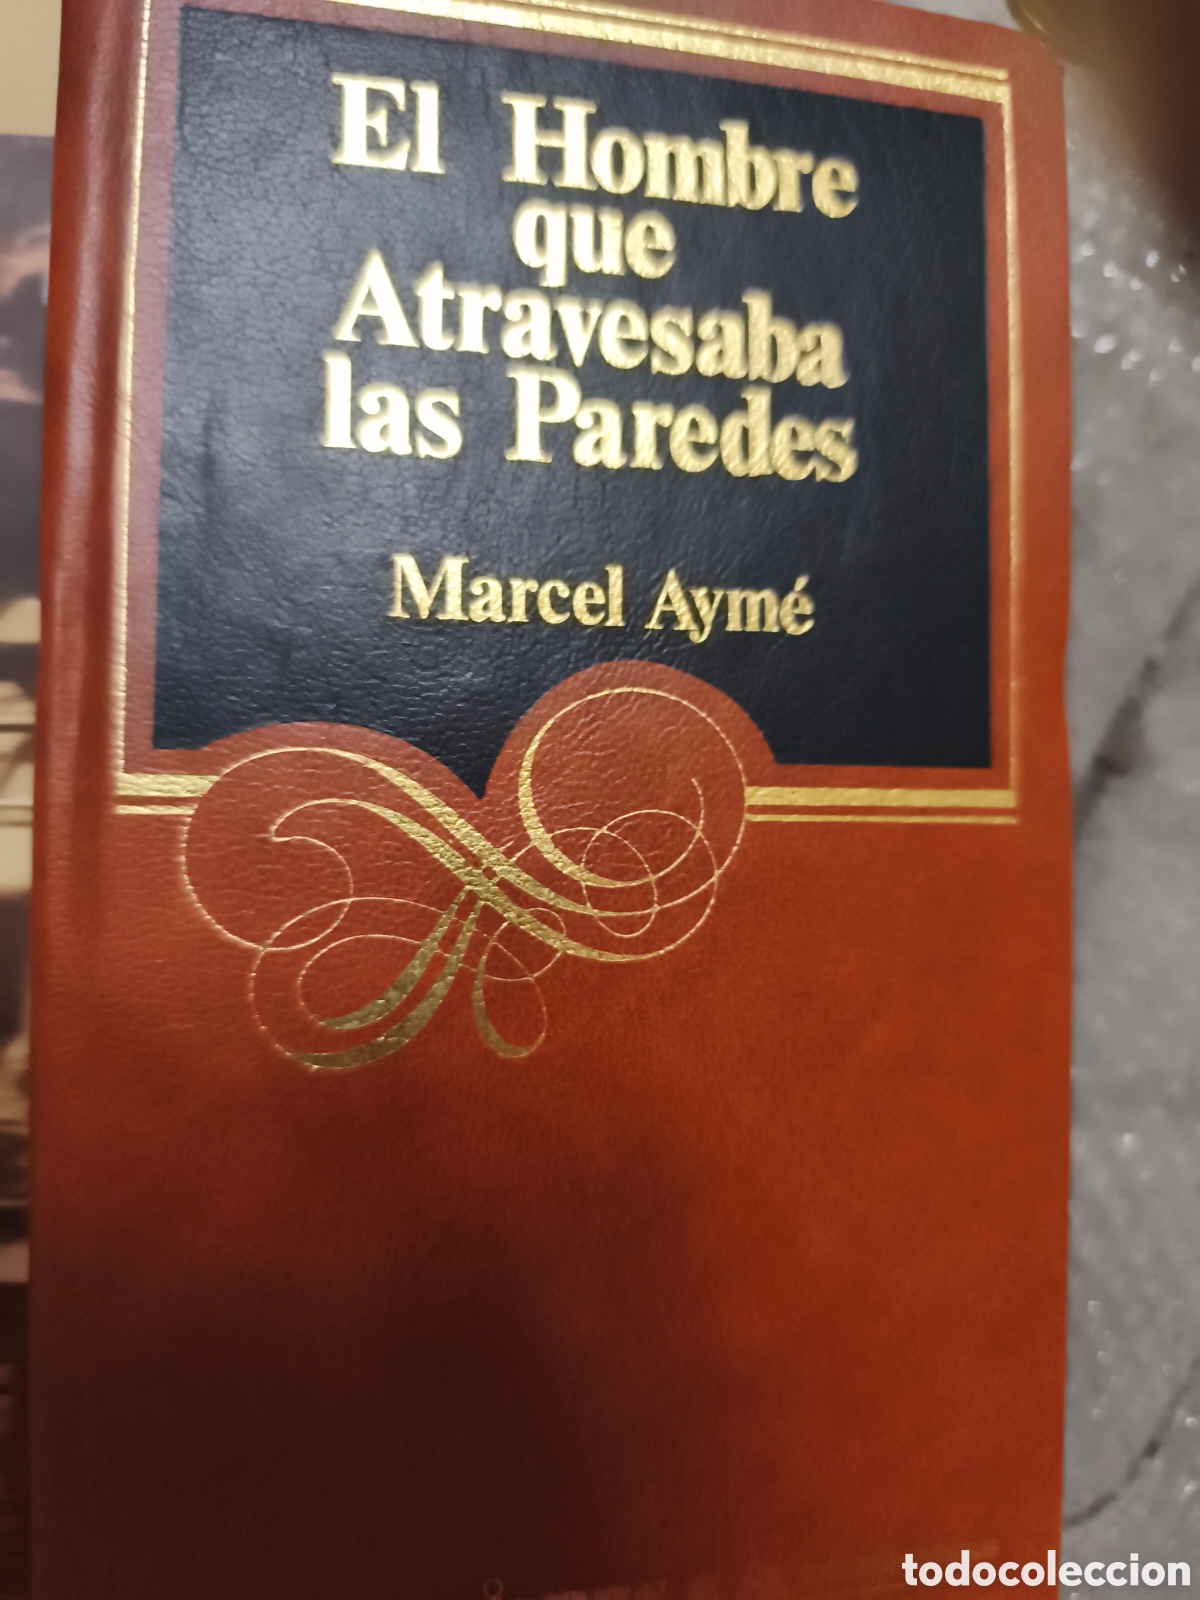 El Hombre
que
Atravesaba
las Paredes
Marcel Aymé
todocoleccion